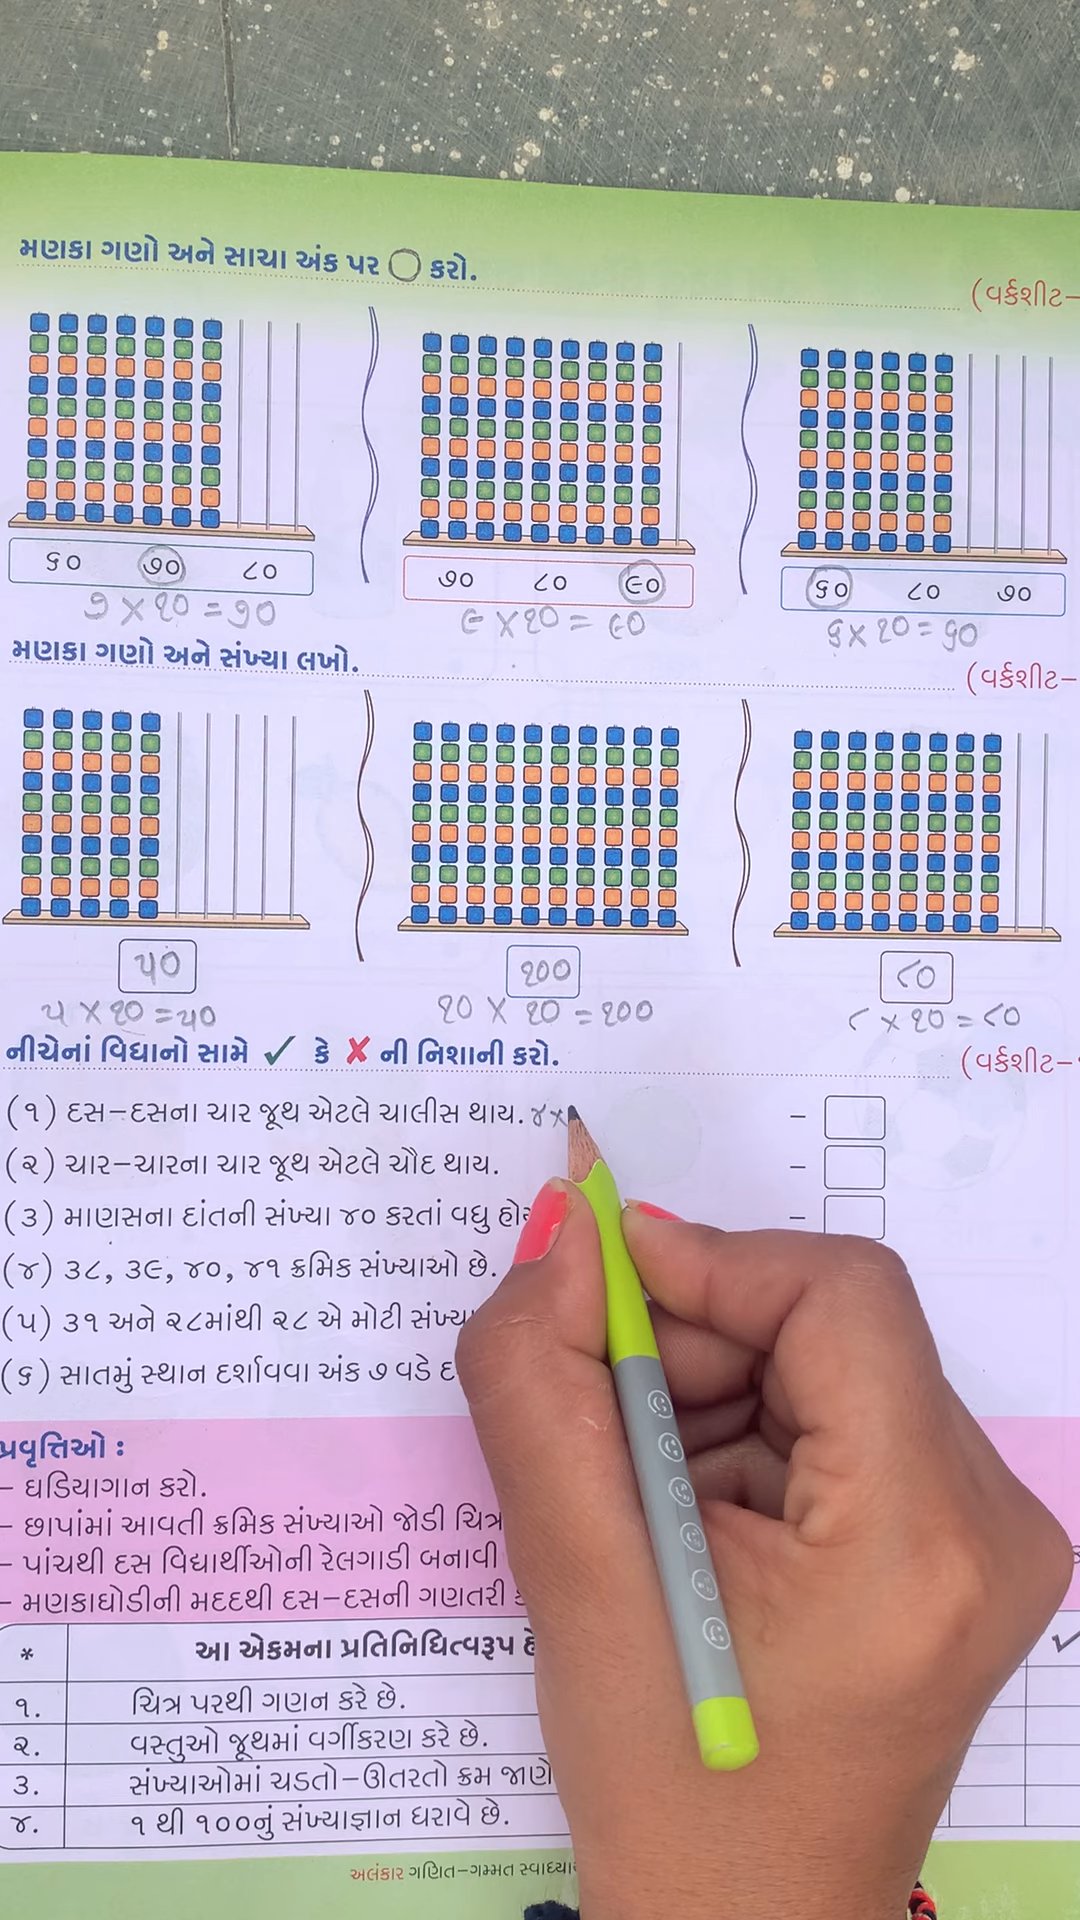 મણકા ગણો અને સાચા અંક પર ◯ કરો.
(વર્કશીટ-
૬૦ ૭૦ ૮૦
૭૦ ૮૦ ૯૦
૬૦ ૮૦ ૭૦
૭ X ૧૦ = ૭૦
૯ X ૧૦ = ૯૦
૬ X ૧૦ = ૬૦
મણકા ગણો અને સંખ્યા લખો.
(વર્કશીટ-
૫૦
૧૦૦
૮૦
૫ X ૧૦ = ૫૦
૧૦ X ૧૦ = ૧૦૦
૮ X ૧૦ = ૮૦
નીચેનાં વિધાનો સામે ✓ કે ✗ ની નિશાની કરો.
(વર્કશીટ-
(૧) દસ-દસના ચાર જૂથ એટલે ચાલીસ થાય. ૪ x -
(૨) ચાર-ચારના ચાર જૂથ એટલે ચૌદ થાય. -
(૩) માણસના દાંતની સંખ્યા ૪૦ કરતાં વધુ -
(૪) ૩૮, ૩૯, ૪૦, ૪૧ ક્રમિક સંખ્યાઓ છે.
(૫) ૩૧ અને ૨૮માંથી ૨૮ એ મોટી
(૬) સાતમું સ્થાન દર્શાવવા અંક ૭ વડે
પ્રવૃત્તિઓ :
- ઘડિયાગાન કરો.
- છાપાંમાં આવતી ક્રમિક સંખ્યાઓ જોડી ચિત્ર
- પાંચથી દસ વિદ્યાર્થીઓની રેલગાડી બનાવી
- મણકાઘોડીની મદદથી દસ-દસની ગણતરી
* આ એકમના પ્રતિનિધિત્વરૂપ ✓
૧. ચિત્ર પરથી ગણન કરે છે.
૨. વસ્તુઓ જૂથમાં વર્ગીકરણ કરે છે.
૩. સંખ્યાઓમાં ચડતો-ઊતરતો ક્રમ જાણે
૪. ૧ થી ૧૦૦નું સંખ્યાજ્ઞાન ધરાવે છે.
અલંકાર ગણિત-ગમ્મત